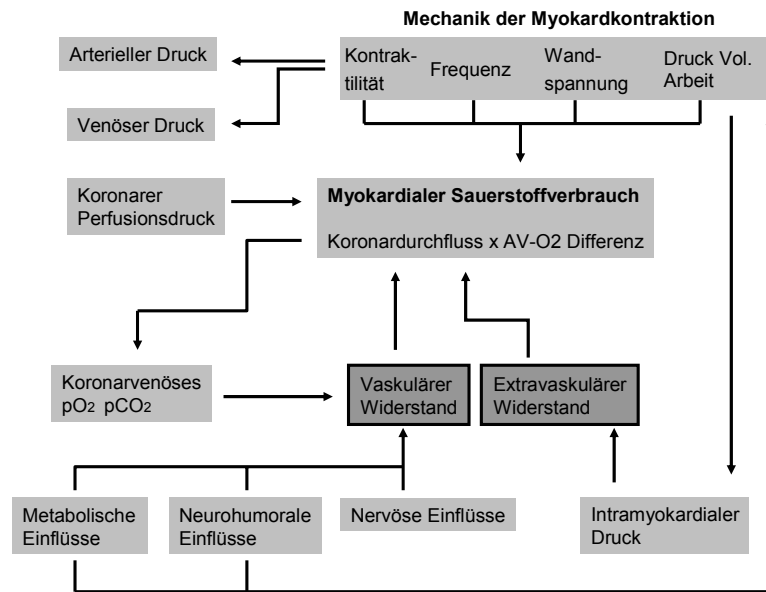 Mechanik der Myokardkontraktion
Arterieller Druck
Venöser Druck
Kontrak-
tilität
Frequenz
Wand-
spannung
Druck Vol.
Arbeit
Koronarer
Perfusionsdruck
Myokardialer Sauerstoffverbrauch
Koronardurchfluss x AV-O2 Differenz
Koronarvenöses
pO2 pCO2
Vaskulärer
Widerstand
Extravaskulärer
Widerstand
Metabolische
Einflüsse
Neurohumorale
Einflüsse
Nervöse Einflüsse
Intramyokardialer
Druck